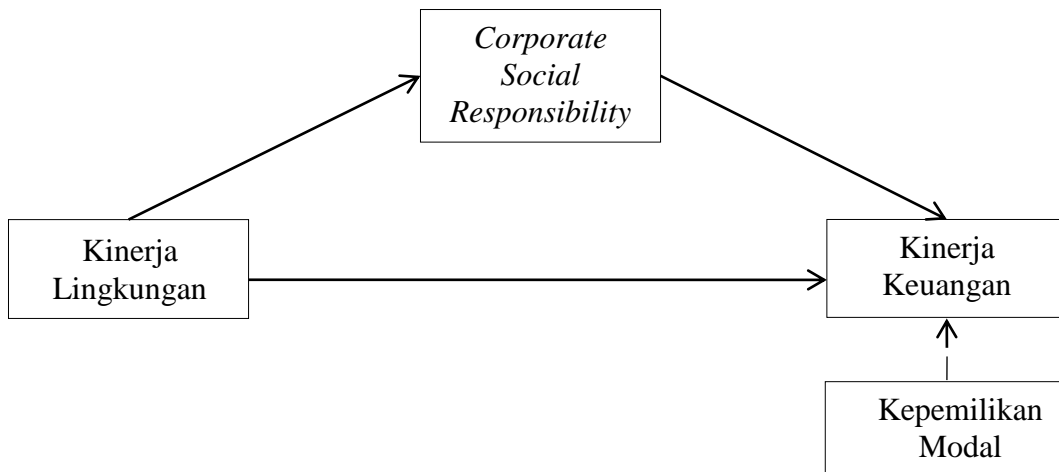 Corporate
Social
Responsibility
Kinerja
Lingkungan
Kinerja
Keuangan
Kepemilikan
Modal